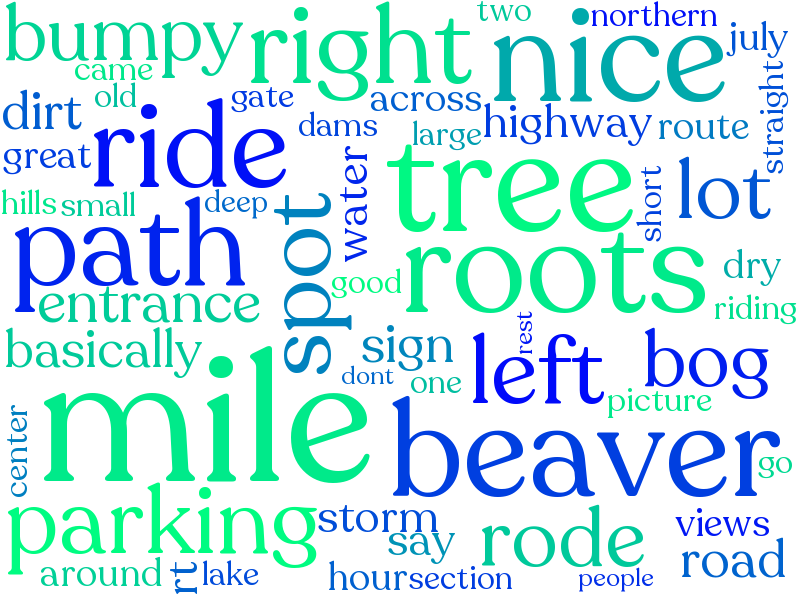 bumpy right nice two northern july
came
dirt old ride gate across highway route straight
great dams large
hills small deep water tree short lot
path spot roots dry
entrance good riding
basically sign rest left bog
dont one picture
mile beaver go
center
parking storm say rode views
around rt lake hour section people road